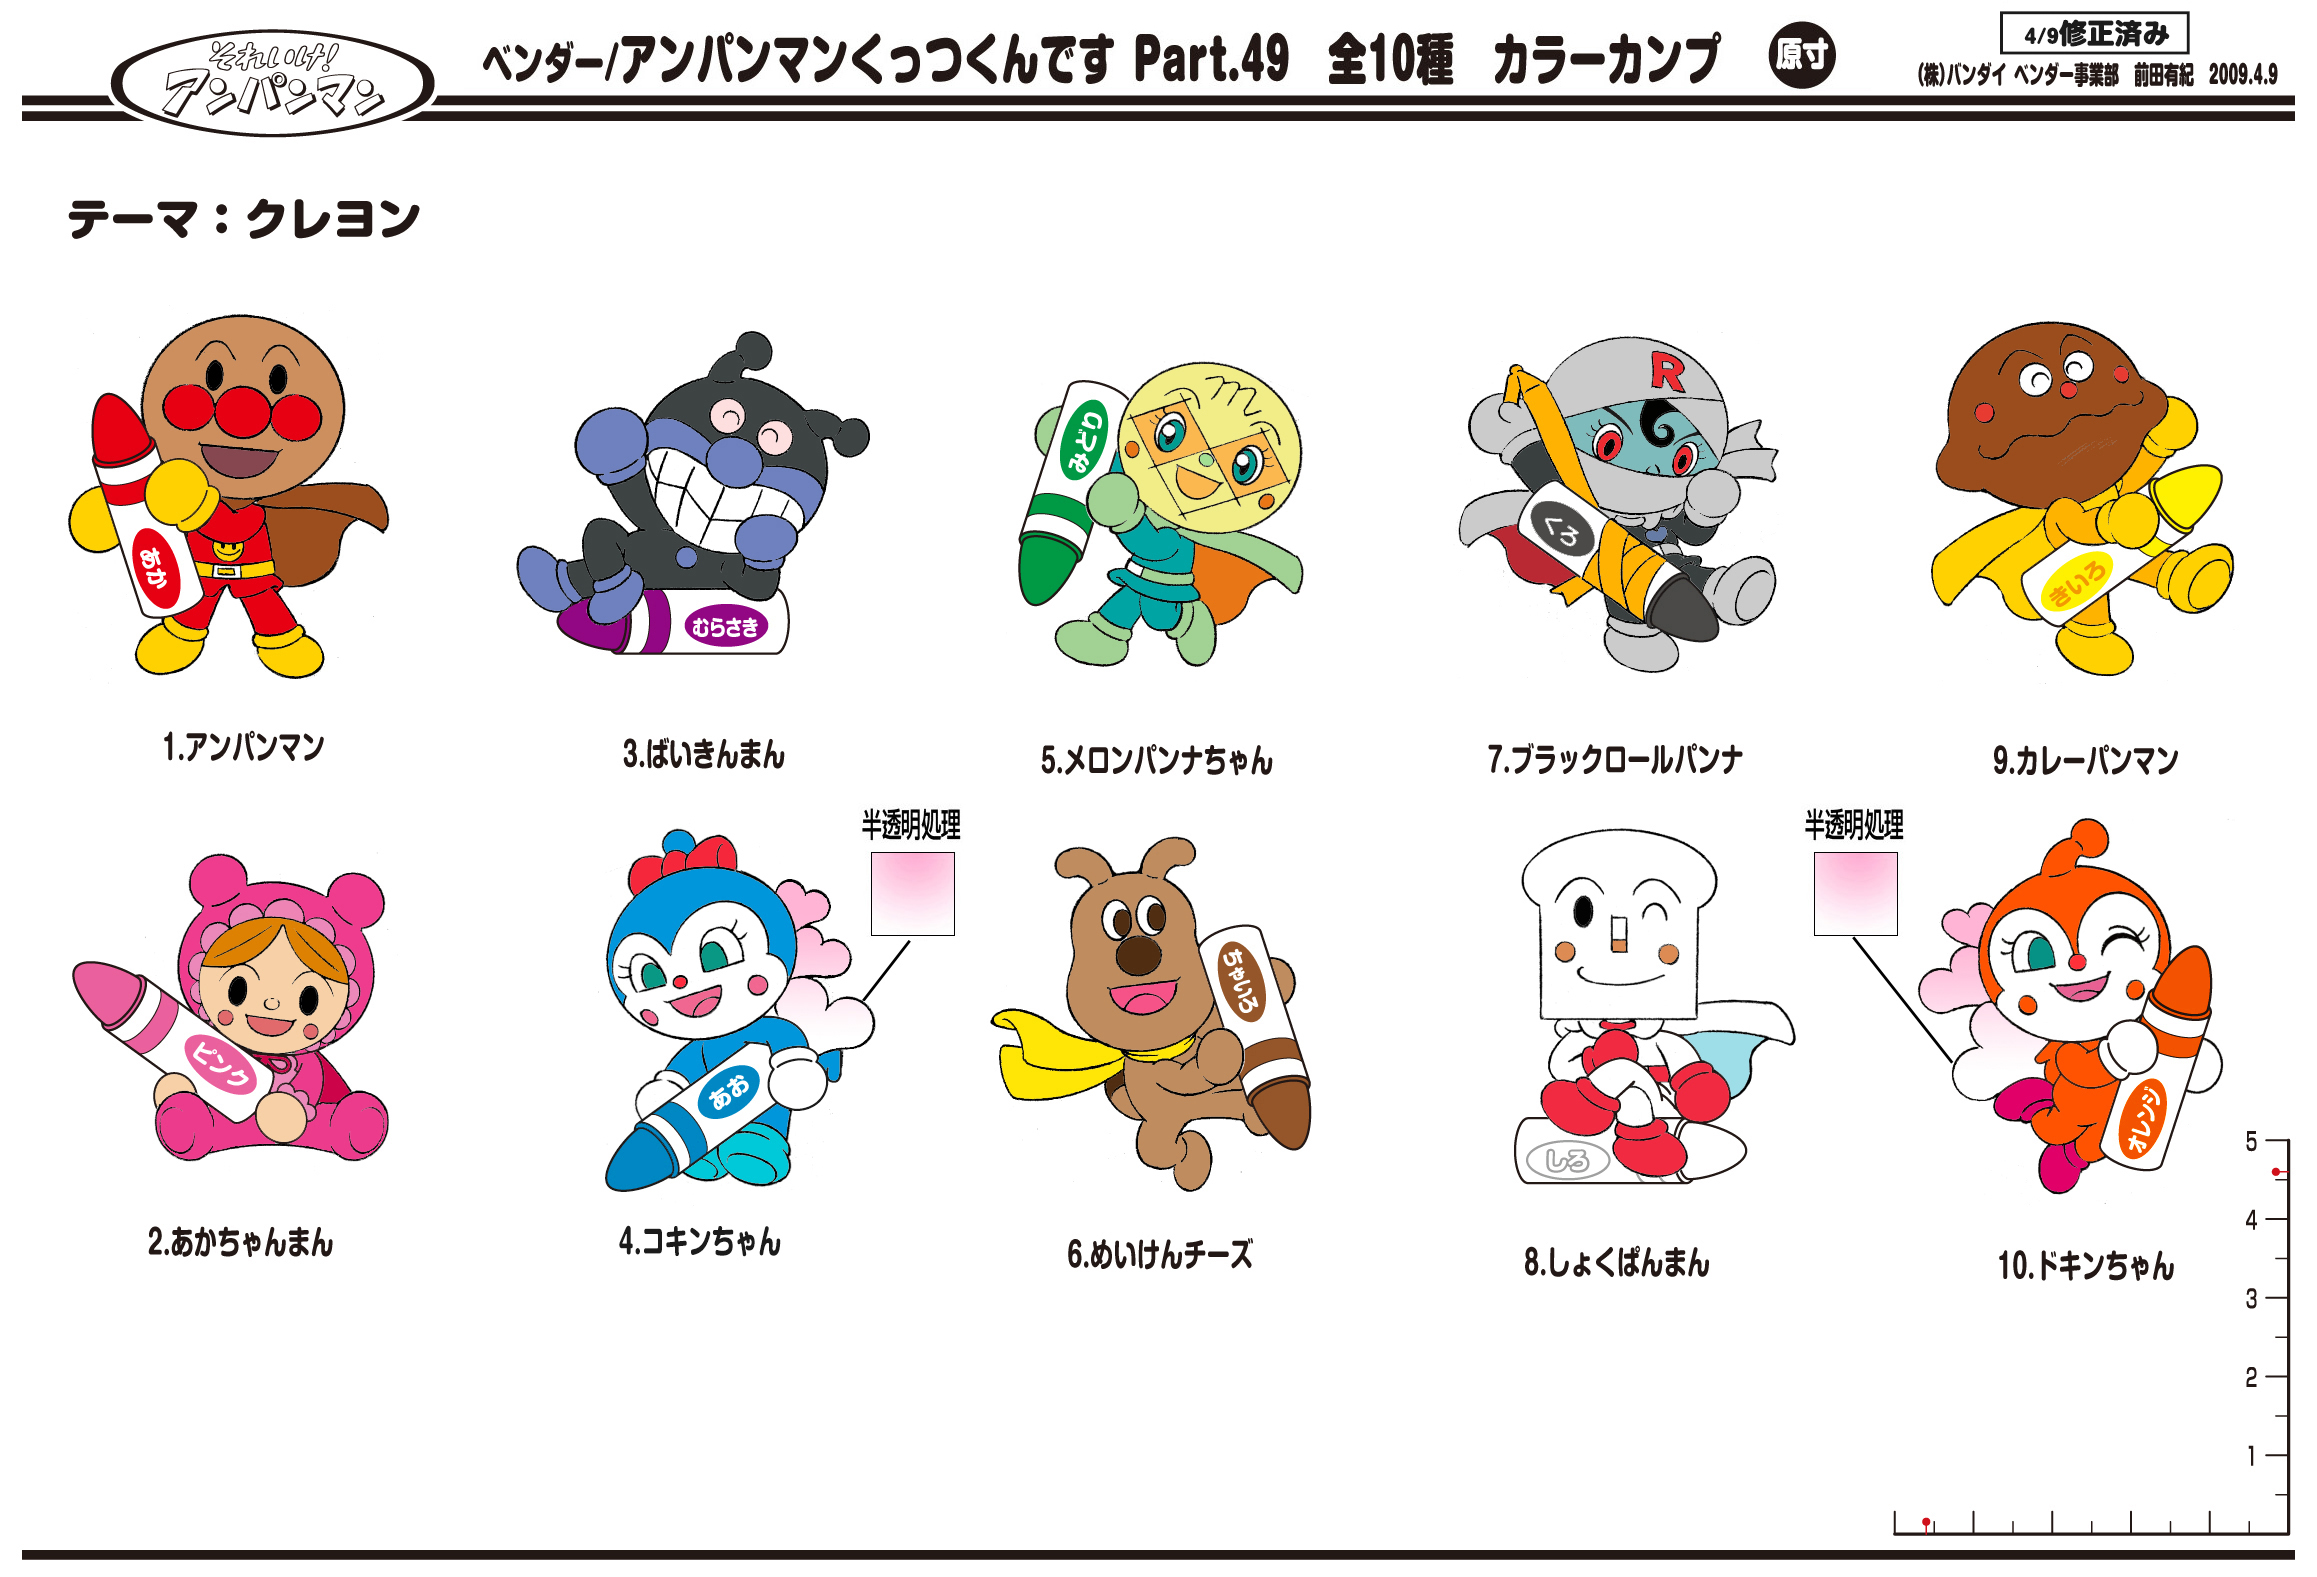 それいけ!
アンパンマン
ベンダー/アンパンマンくっつくんです Part.49 全10種 カラーカンプ 原寸
4/9修正済み
(株)バンダイ ベンダー事業部 前田有紀 2009.4.9
テーマ:クレヨン
あか
むらさき
みどり
R
くろ
きいろ
1.アンパンマン
3.ばいきんまん
5.メロンパンナちゃん
7.ブラックロールパンナ
9.カレーパンマン
半透明処理
半透明処理
ピンク
あお
ちゃいろ
しろ
オレンジ
2.あかちゃんまん
4.コキンちゃん
6.めいけんチーズ
8.しょくぱんまん
10.ドキンちゃん
5
4
3
2
1